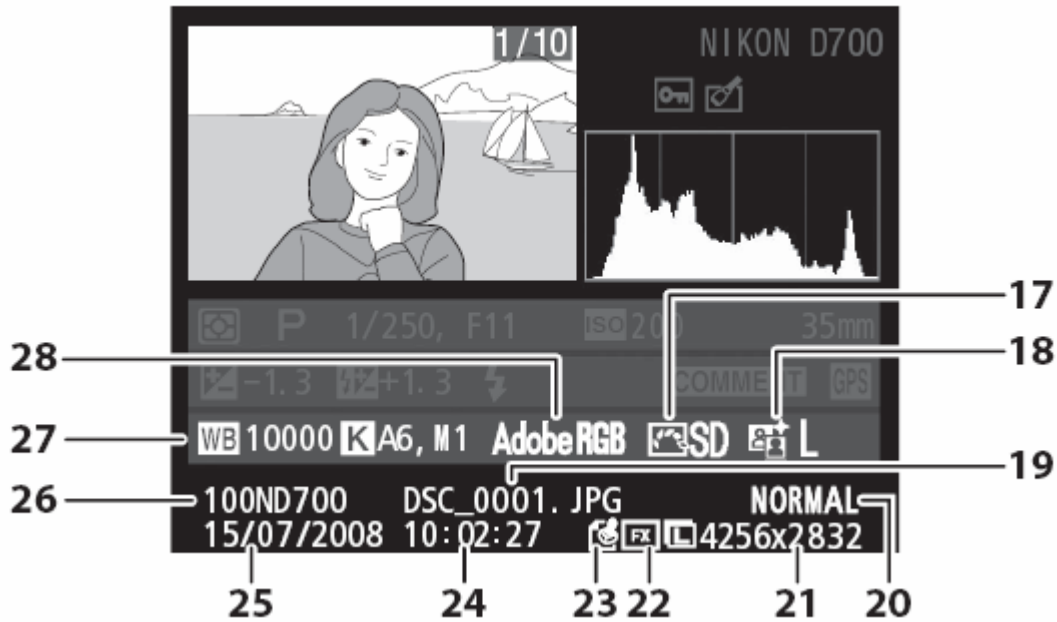 1/10
NIKON D700
17
1/250, F11 ISO 200 35mm
18
28
-1.3 +1.3 COMMENT GPS
27
WB 10000 K A6, M1 AdobeRGB SD L
19
26
100ND700 DSC_0001.JPG NORMAL
15/07/2008 10:02:27 FX L 4256x2832
P
25 24 23 22 21 20